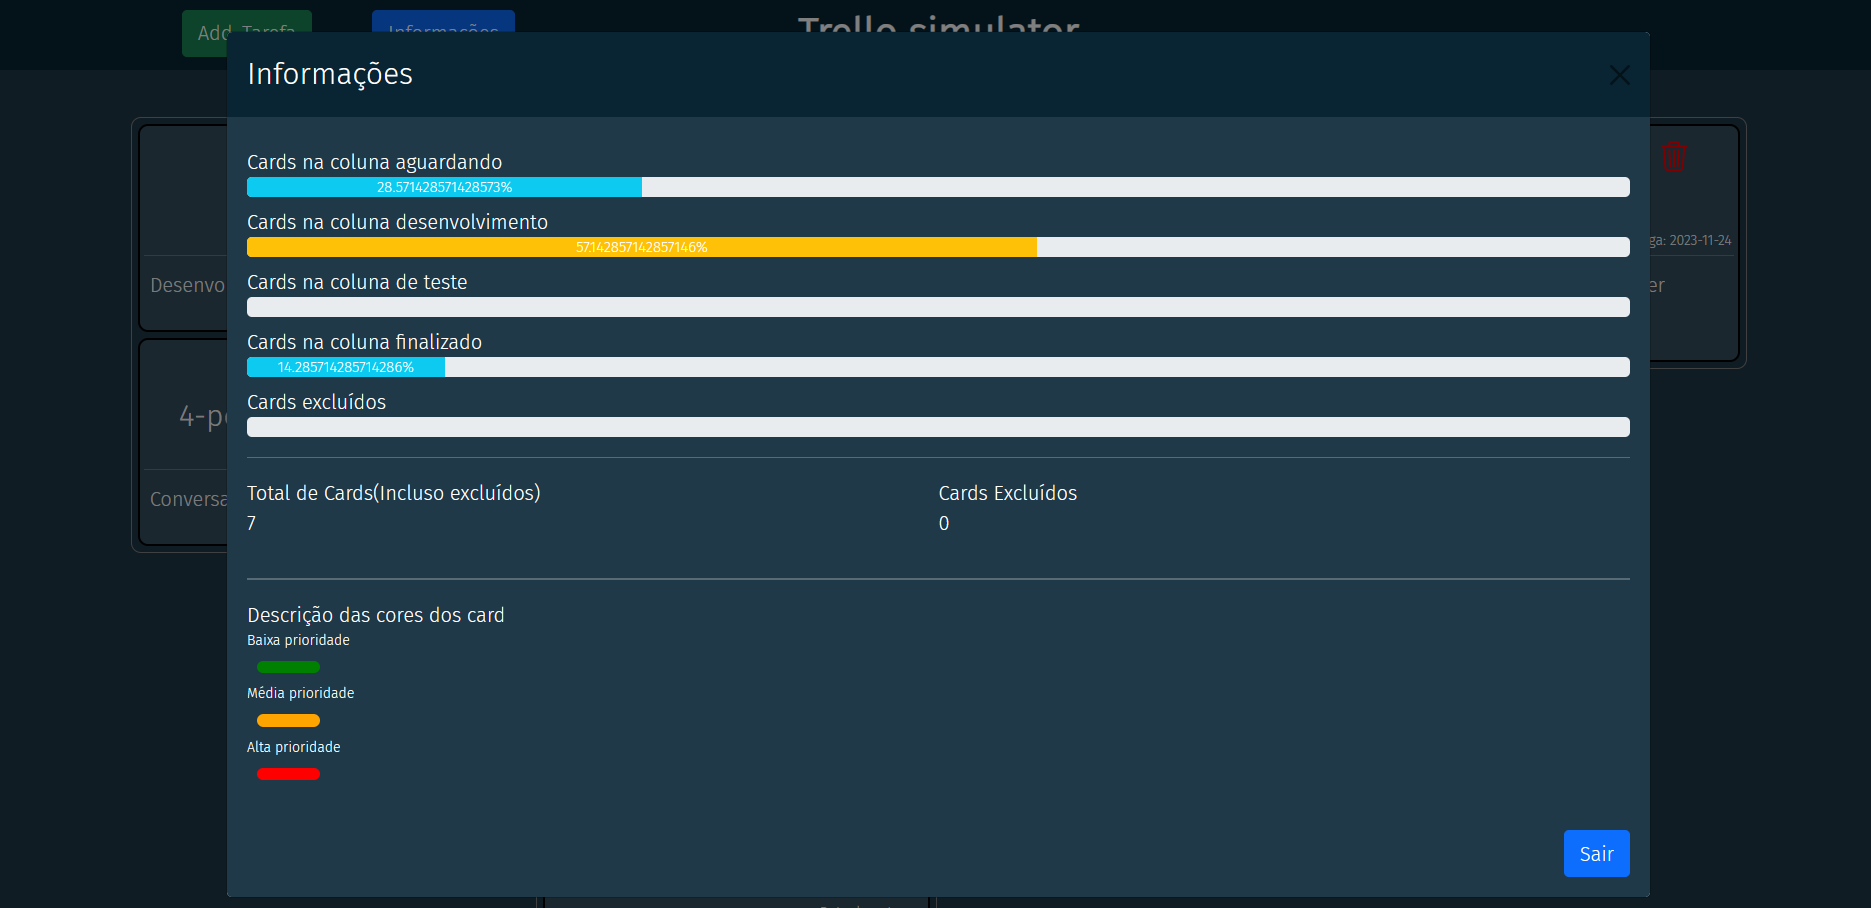 Add Tarefa
Informações
Trello simulator
Informações
Cards na coluna aguardando
28.571428571428573%
Cards na coluna desenvolvimento
57.142857142857146%
Cards na coluna de teste
Cards na coluna finalizado
14.285714285714286%
Cards excluídos
Total de Cards(Incluso excluídos)
7
Cards Excluídos
0
Descrição das cores dos card
Baixa prioridade
Média prioridade
Alta prioridade
Sair
ga: 2023-11-24
Desenvo
er
4-p
Conversa